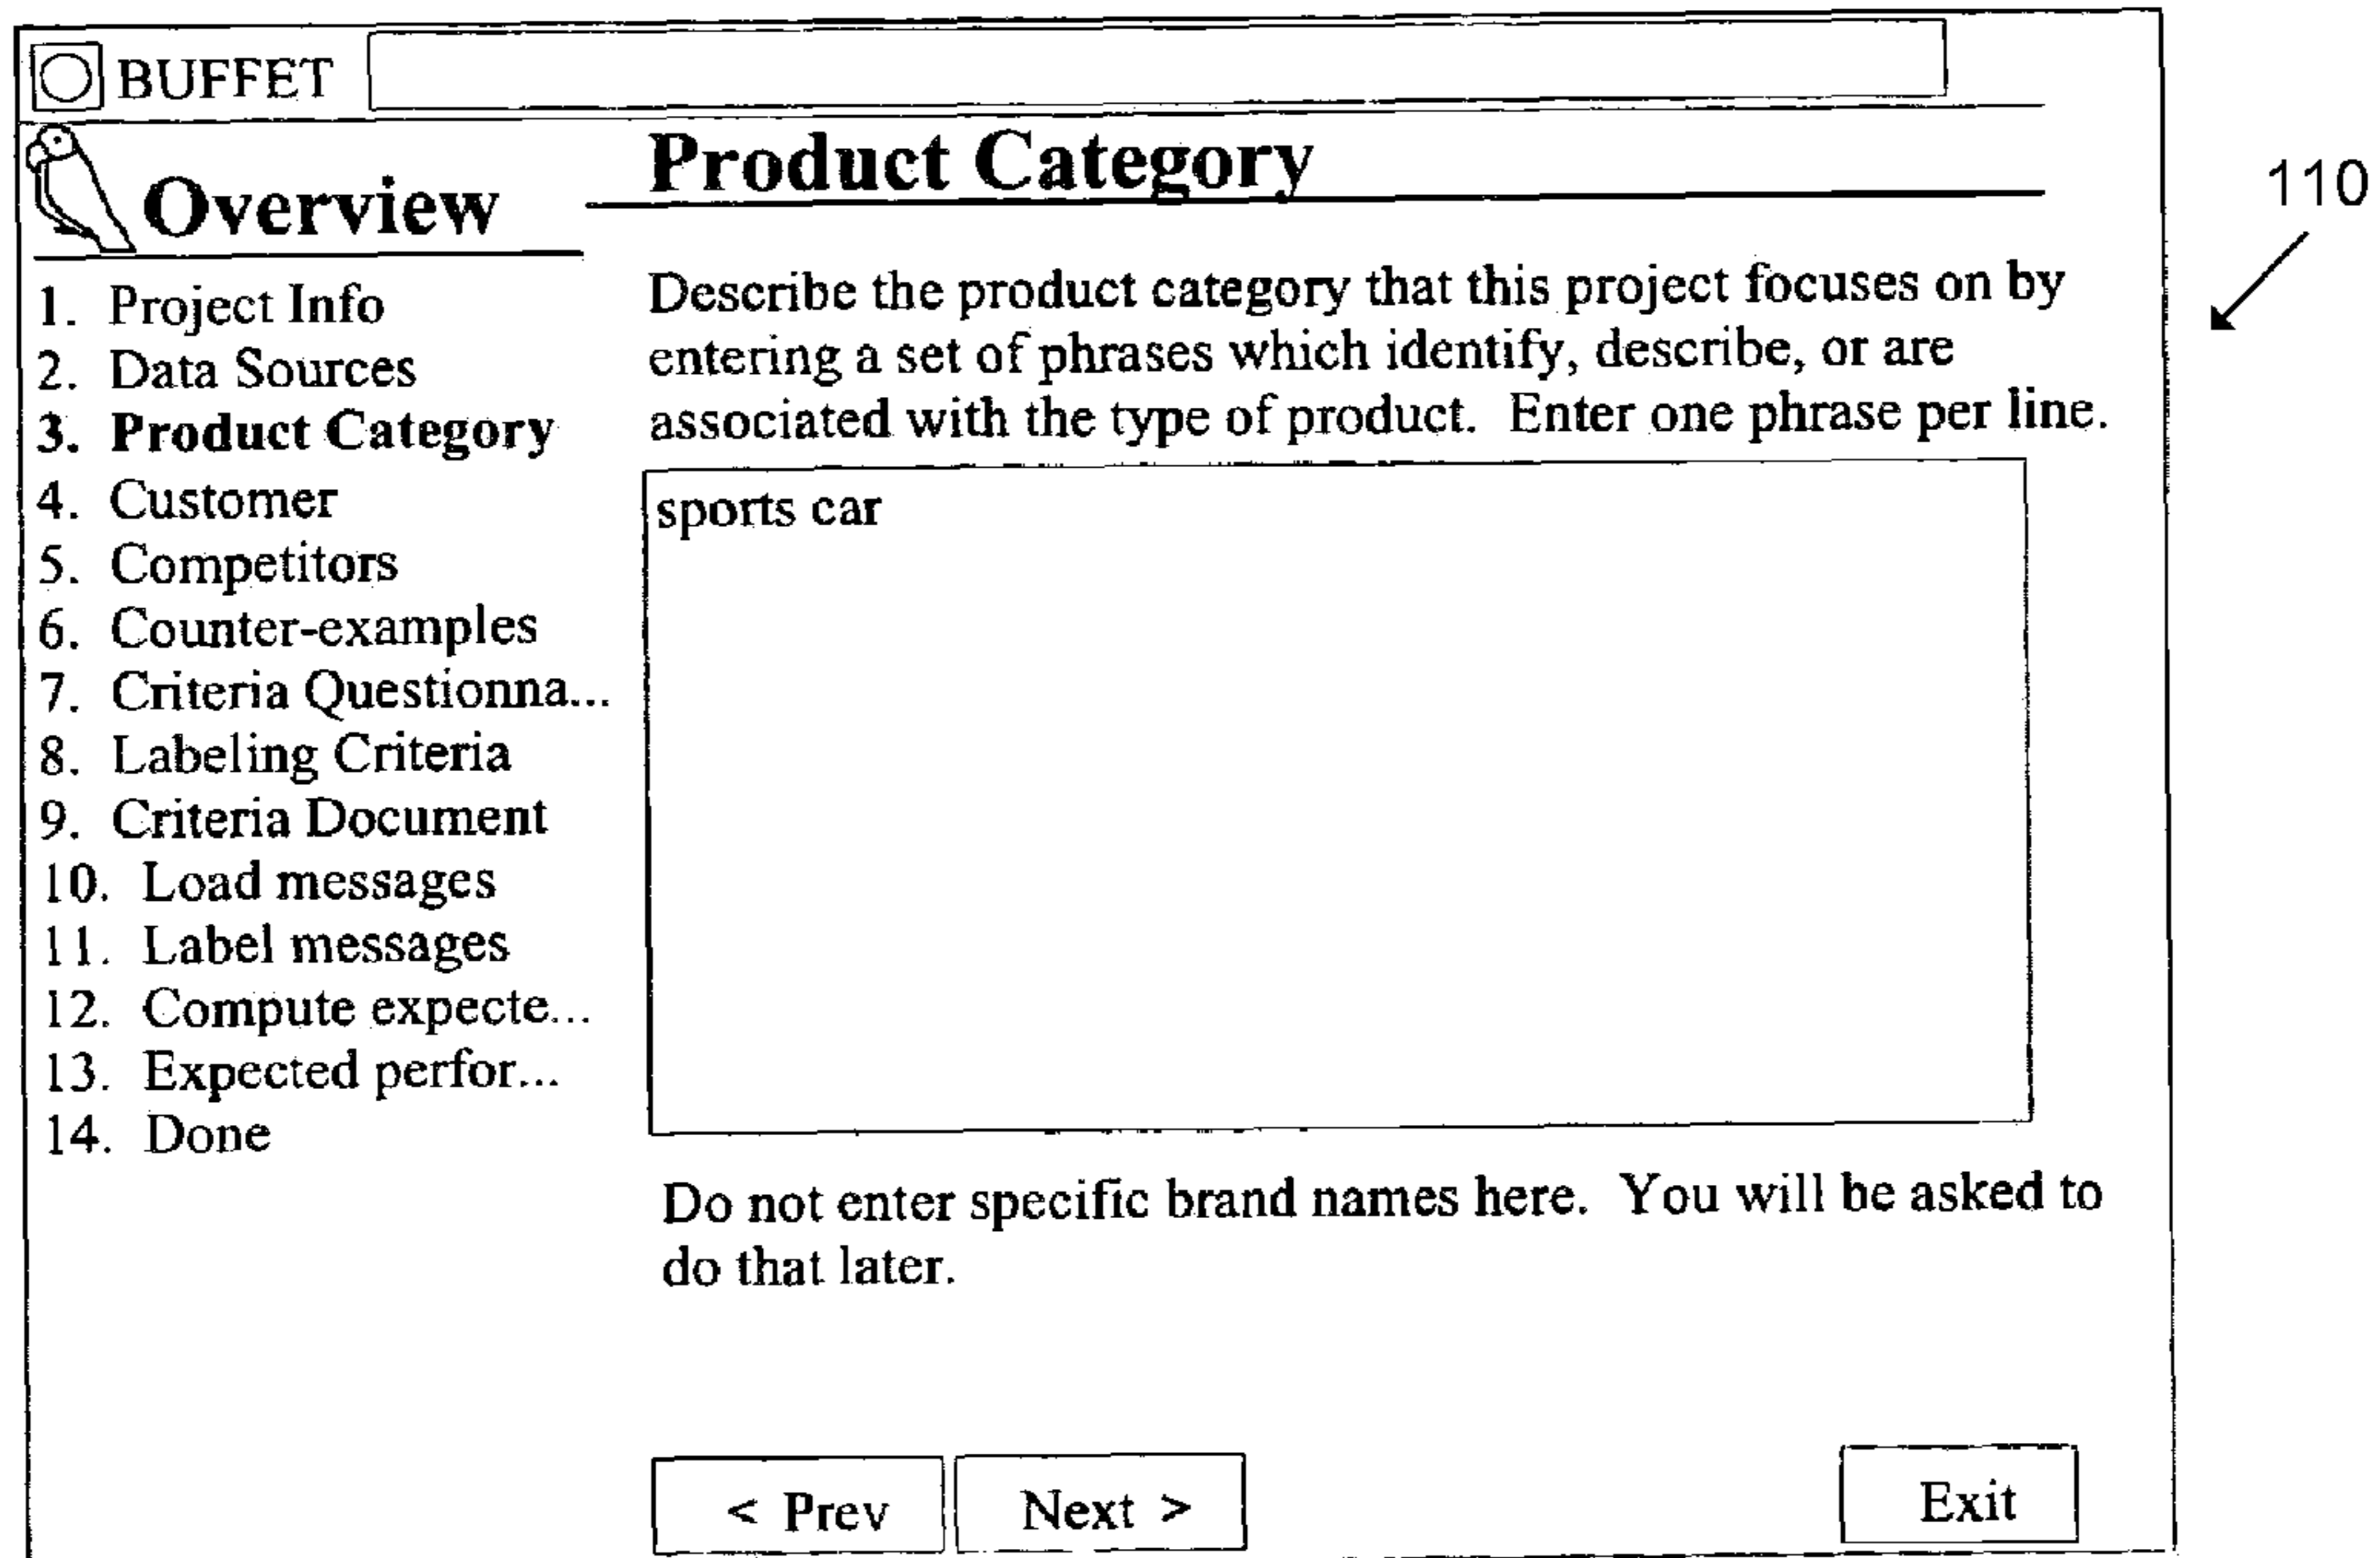 BUFFET
Overview
1. Project Info
2. Data Sources
3. Product Category
4. Customer
5. Competitors
6. Counter-examples
7. Criteria Questionna...
8. Labeling Criteria
9. Criteria Document
10. Load messages
11. Label messages
12. Compute expecte...
13. Expected perfor...
14. Done
Product Category
Describe the product category that this project focuses on by
entering a set of phrases which identify, describe, or are
associated with the type of product. Enter one phrase per line.
sports car
Do not enter specific brand names here. You will be asked to
do that later.
< Prev
Next >
Exit
110